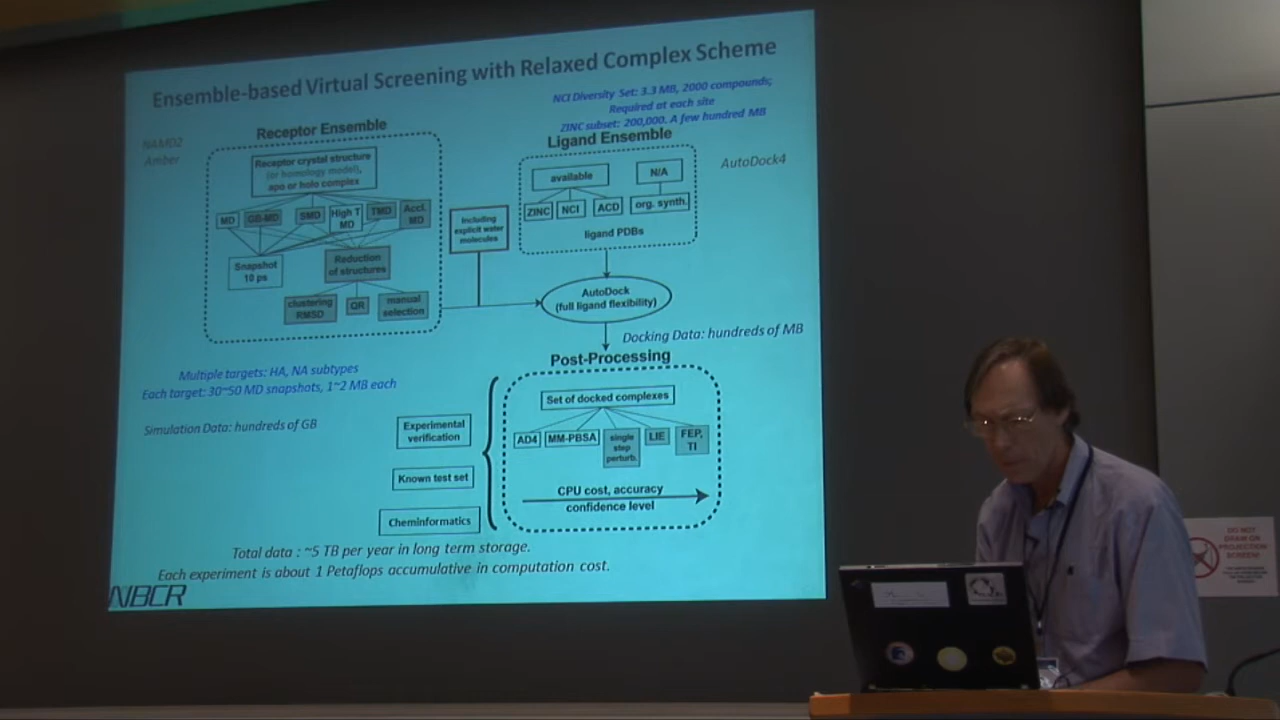 Ensemble-based Virtual Screening with Relaxed Complex Scheme
NCI Diversity Set: 3.3 MB, 2000 compounds;
Required at each site
ZINC subset: 200,000. A few hundred MB
NAMD2
Amber
Receptor Ensemble
Receptor crystal structure
(or homology model),
apo or holo complex
MD
GB-MD
SMD
High T
MD
TMD
Accl.
MD
Snapshot
10 ps
Reduction
of structures
clustering
RMSD
QR
manual
selection
Including
explicit water
molecules
Ligand Ensemble
available
N/A
ZINC
NCI
ACD
org. synth.
ligand PDBs
AutoDock4
AutoDock
(full ligand flexibility)
Docking Data: hundreds of MB
Multiple targets: HA, NA subtypes
Each target: 30~50 MD snapshots, 1~2 MB each
Simulation Data: hundreds of GB
Post-Processing
Set of docked complexes
AD4
MM-PBSA
single
step
perturb.
LIE
FEP,
TI
CPU cost, accuracy
confidence level
Experimental
verification
Known test set
Cheminformatics
Total data : ~5 TB per year in long term storage.
Each experiment is about 1 Petaflops accumulative in computation cost.
NBCR
DO NOT
DRAW ON
PROJECTION
SCREEN!